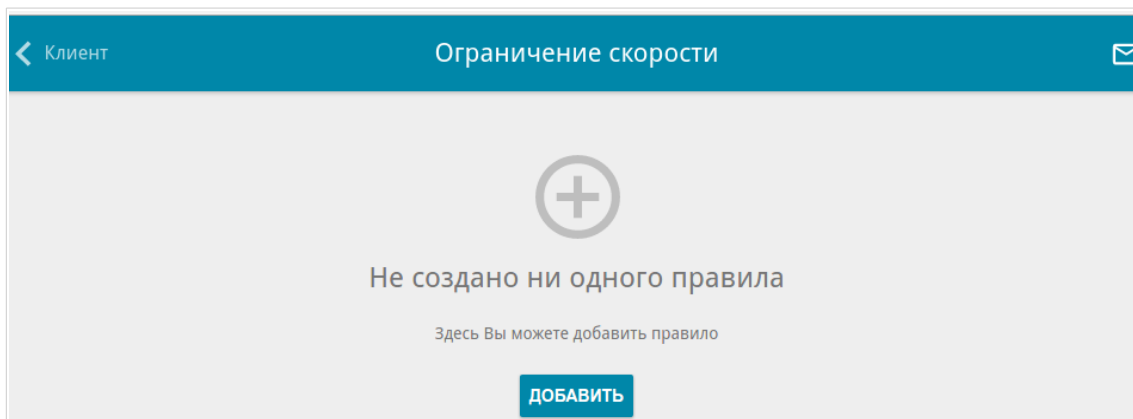 Клиент
Ограничение скорости
Не создано ни одного правила
Здесь Вы можете добавить правило
ДОБАВИТЬ